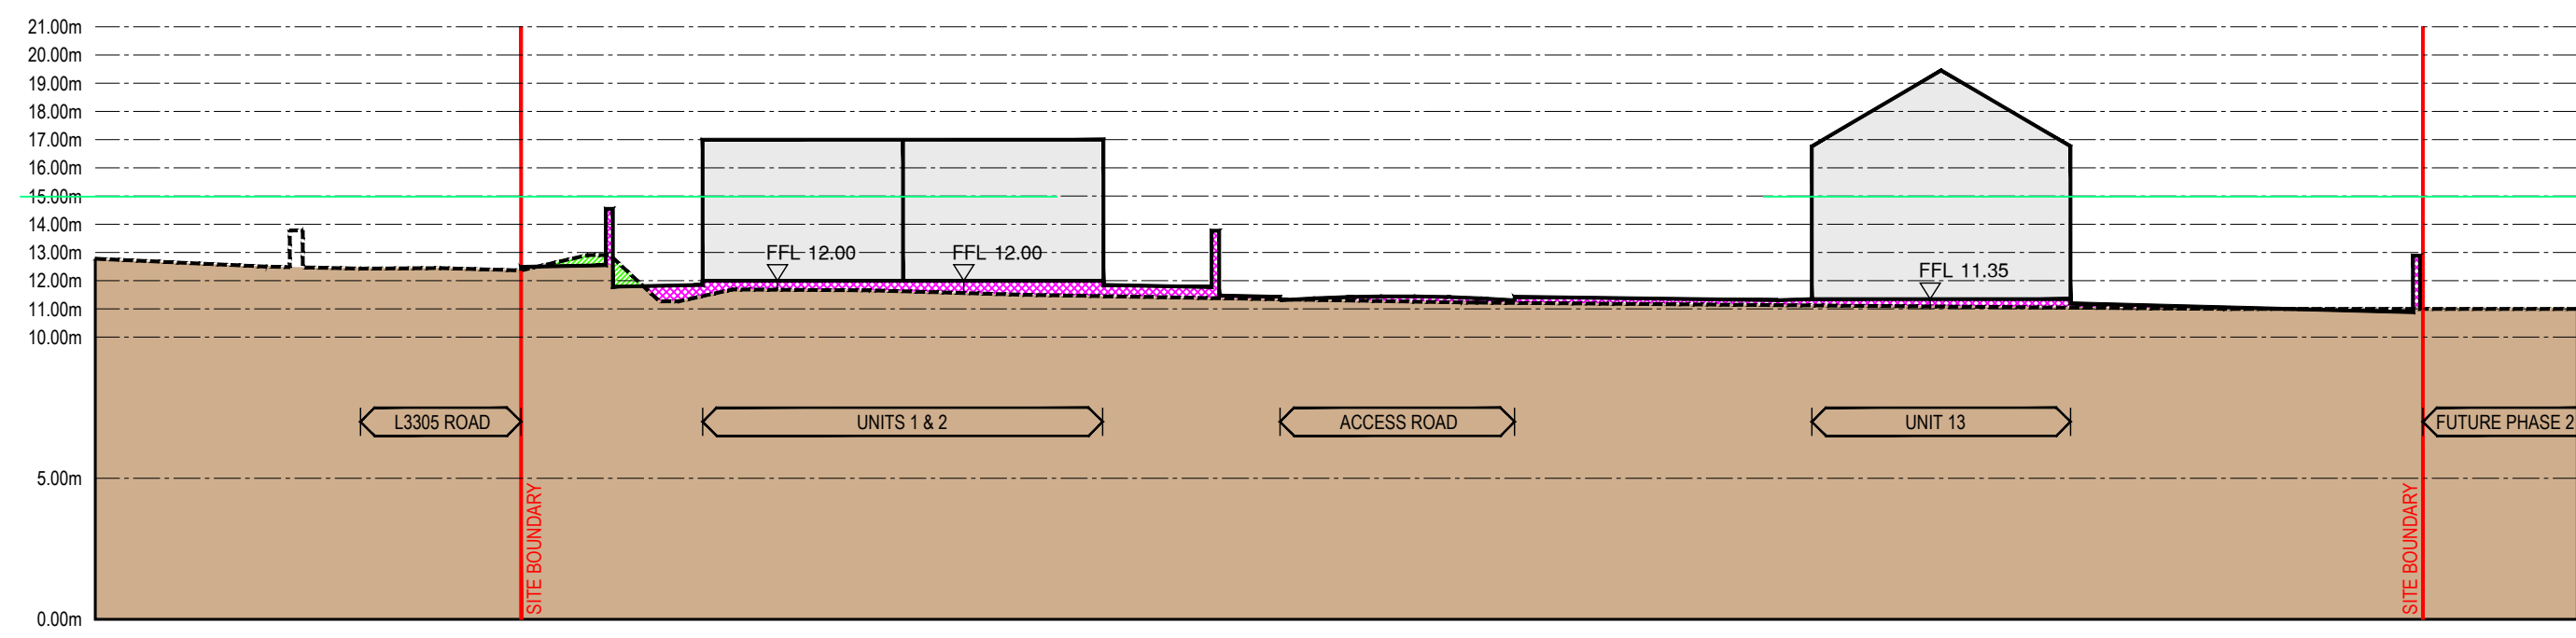 21.00m
20.00m
19.00m
18.00m
17.00m
16.00m
15.00m
14.00m
13.00m
12.00m
11.00m
10.00m
5.00m
0.00m
FFL 12.00
FFL 12.00
FFL 11.35
L3305 ROAD
UNITS 1 & 2
ACCESS ROAD
UNIT 13
FUTURE PHASE 2
SITE BOUNDARY
SITE BOUNDARY